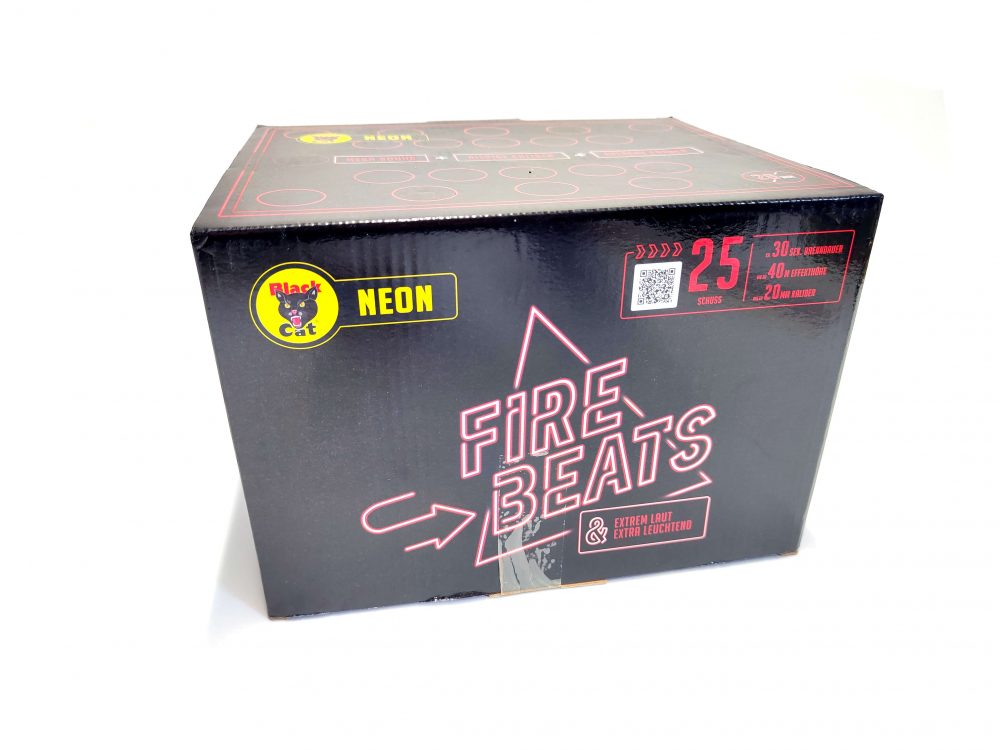 NEON
Black
Cat
NEON
25
SCHUSS
30 SEK. BRENNDAUER
40 M EFFEKTHÖHE
20 MM KALIBER
FIRE
BEATS
&
EXTREM LAUT
EXTRA LEUCHTEND